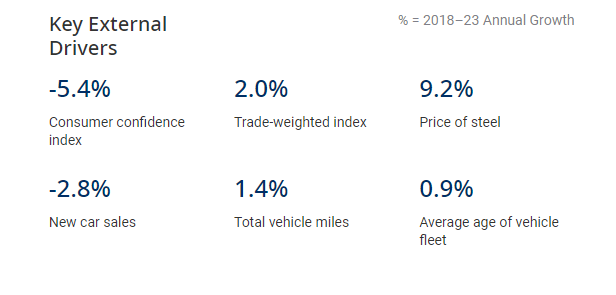 Key External
Drivers
% = 2018–23 Annual Growth
-5.4%
Consumer confidence
index
2.0%
Trade-weighted index
9.2%
Price of steel
-2.8%
New car sales
1.4%
Total vehicle miles
0.9%
Average age of vehicle
fleet